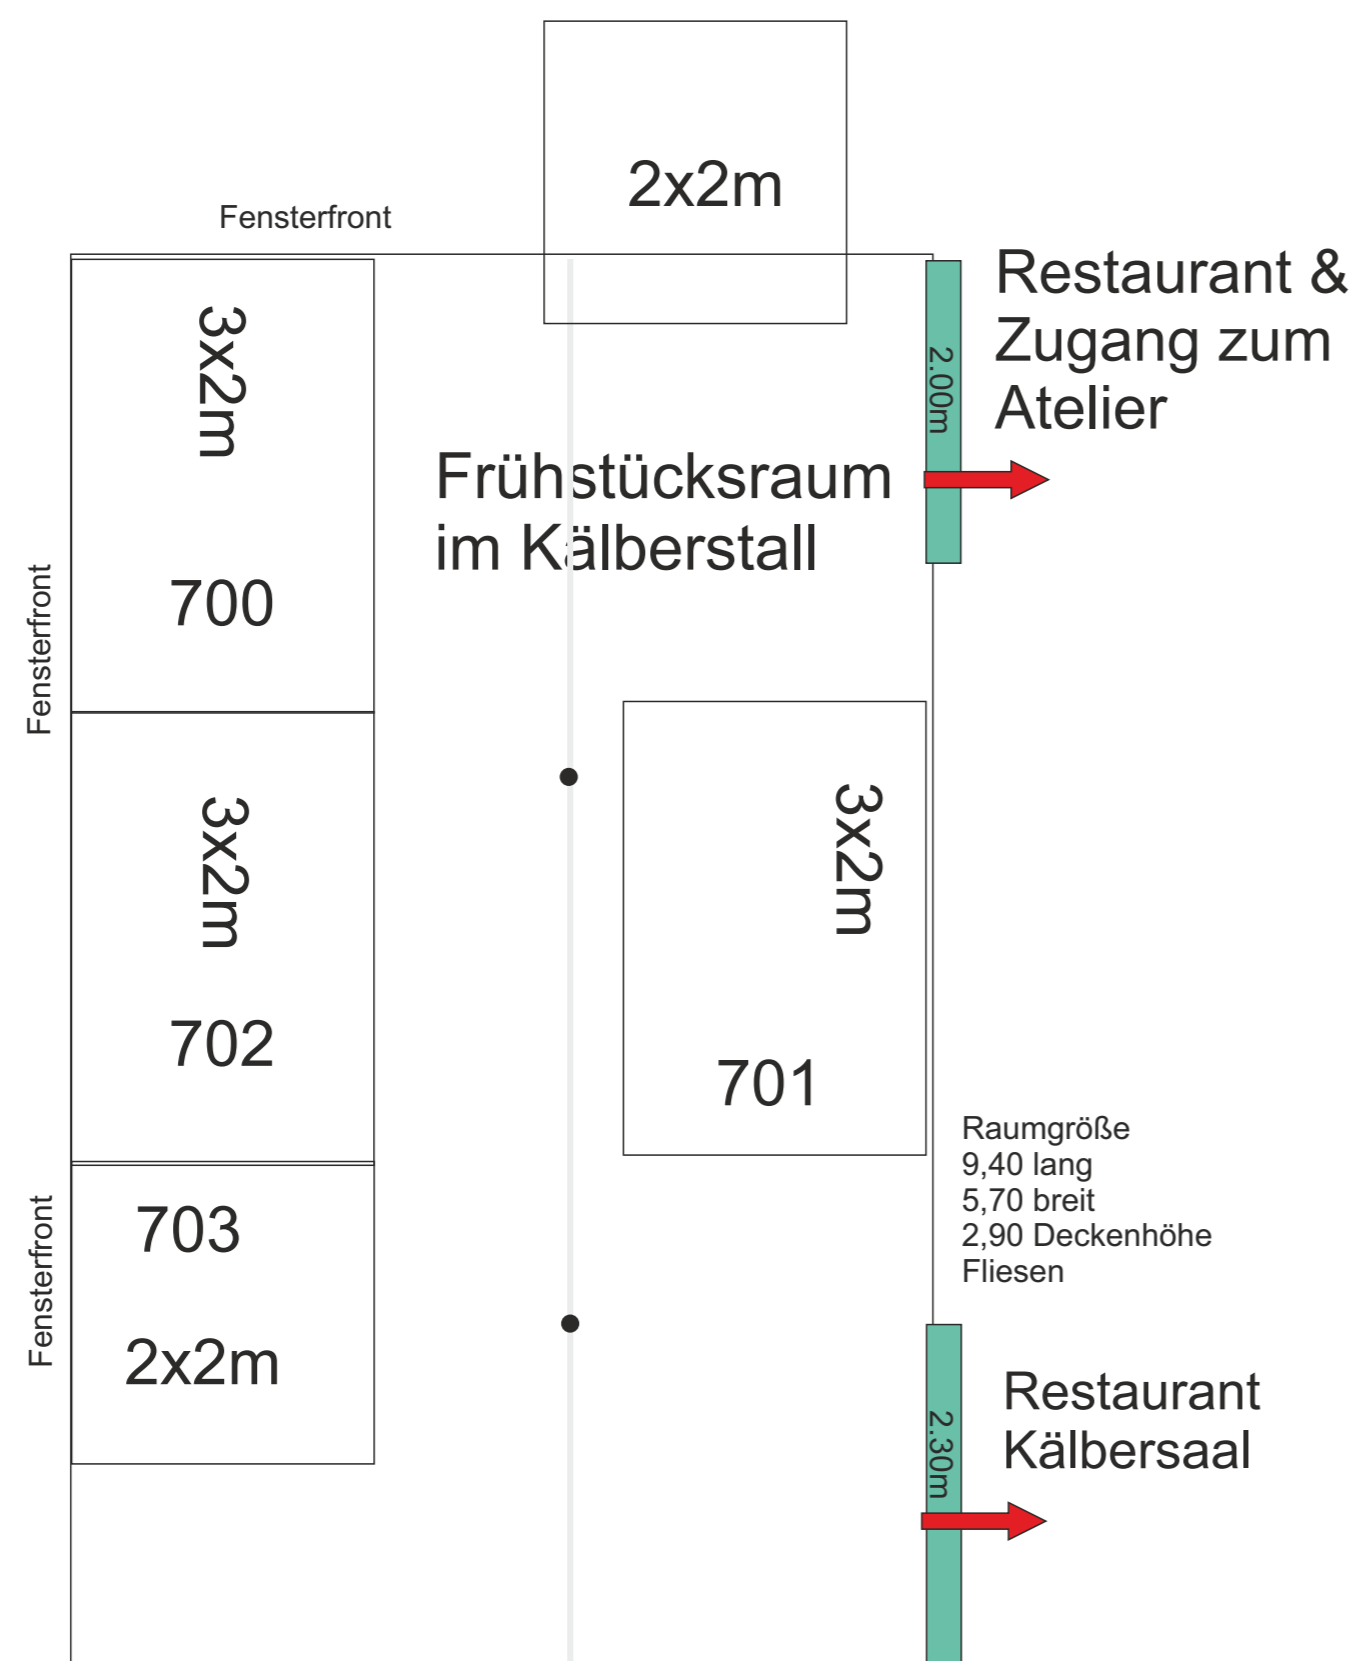 2x2m
Fensterfront
Restaurant &
Zugang zum
Atelier
2.00m
3x2m
700
Frühstücksraum
im Kälberstall
Fensterfront
3x2m
702
3x2m
701
Raumgröße
9,40 lang
5,70 breit
2,90 Deckenhöhe
Fliesen
703
2x2m
Fensterfront
Restaurant
Kälbersaal
2.30m